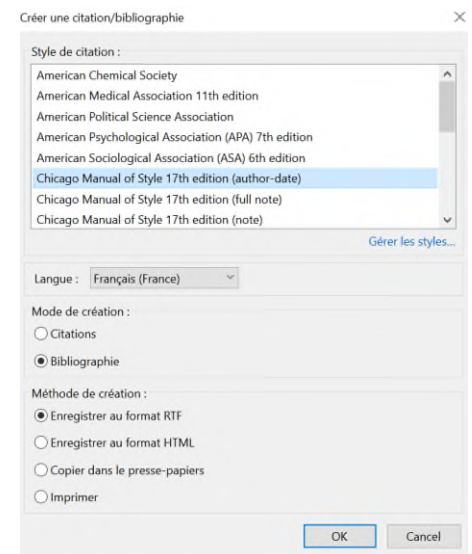 Créer une citation/bibliographie
Style de citation :
American Chemical Society
American Medical Association 11th edition
American Political Science Association
American Psychological Association (APA) 7th edition
American Sociological Association (ASA) 6th edition
Chicago Manual of Style 17th edition (author-date)
Chicago Manual of Style 17th edition (full note)
Chicago Manual of Style 17th edition (note)
Gérer les styles...
Langue : Français (France)
Mode de création :
Citations
Bibliographie
Méthode de création :
Enregistrer au format RTF
Enregistrer au format HTML
Copier dans le presse-papiers
Imprimer
OK Cancel